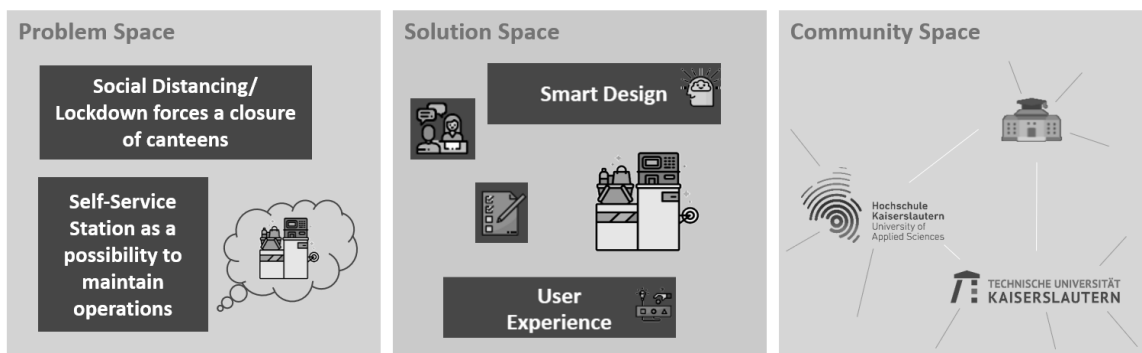 Problem Space
Social Distancing/
Lockdown forces a closure
of canteens
Self-Service
Station as a
possibility to
maintain
operations
Solution Space
Smart Design
User
Experience
Community Space
Hochschule
Kaiserslautern
University of
Applied Sciences
TECHNISCHE UNIVERSITÄT
KAISERSLAUTERN